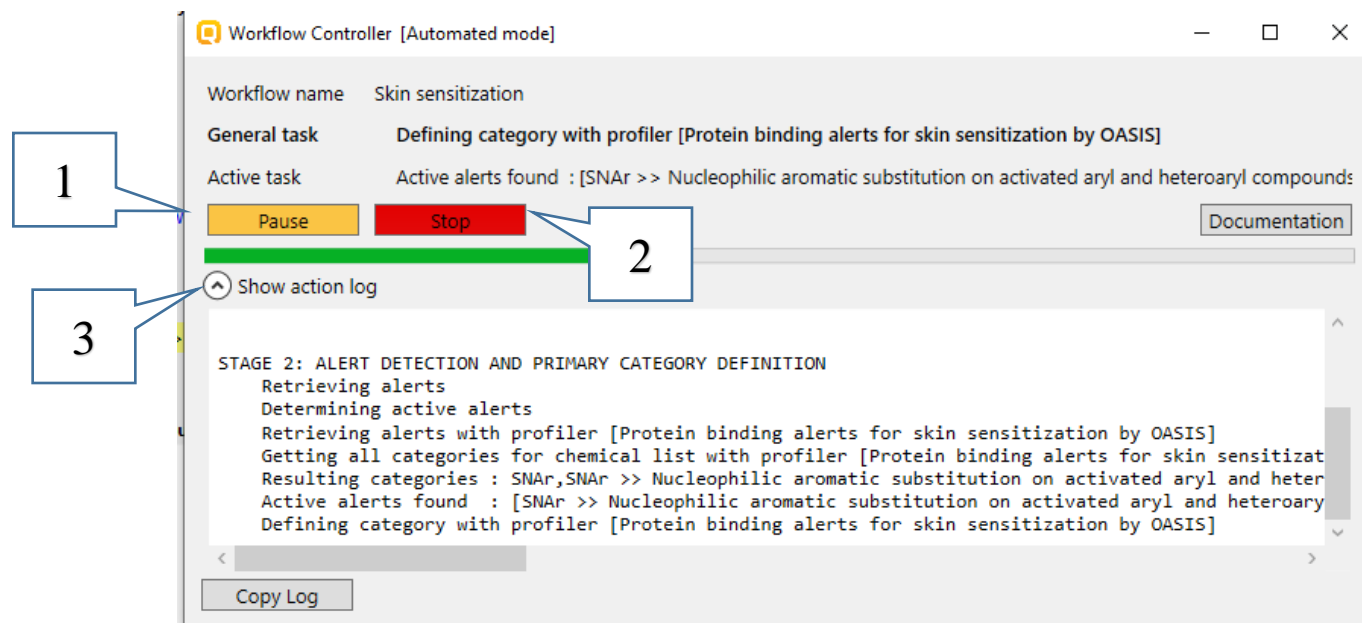 Workflow Controller [Automated mode]
Workflow name Skin sensitization
General task Defining category with profiler [Protein binding alerts for skin sensitization by OASIS]
1
Active task Active alerts found : [SNAr >> Nucleophilic aromatic substitution on activated aryl and heteroaryl compounds
Pause Stop Documentation
2
Show action log
3
STAGE 2: ALERT DETECTION AND PRIMARY CATEGORY DEFINITION
Retrieving alerts
Determining active alerts
Retrieving alerts with profiler [Protein binding alerts for skin sensitization by OASIS]
Getting all categories for chemical list with profiler [Protein binding alerts for skin sensitizat
Resulting categories : SNAr,SNAr >> Nucleophilic aromatic substitution on activated aryl and heter
Active alerts found : [SNAr >> Nucleophilic aromatic substitution on activated aryl and heteroary
Defining category with profiler [Protein binding alerts for skin sensitization by OASIS]
Copy Log